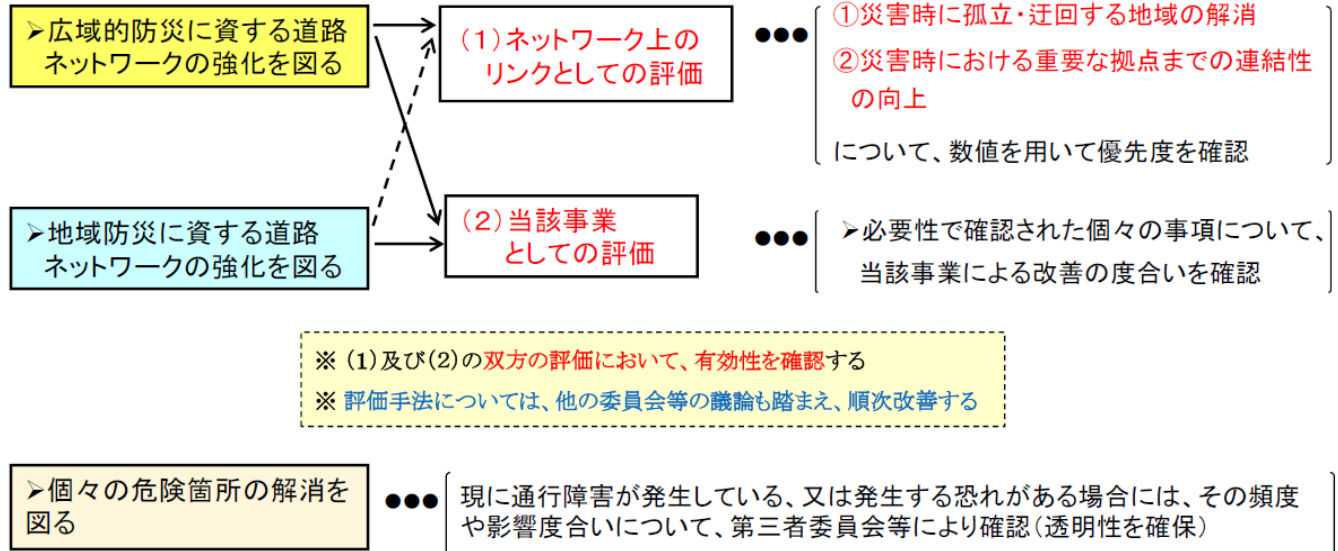 ➢広域的防災に資する道路
ネットワークの強化を図る
(1)ネットワーク上の
リンクとしての評価
●●●
①災害時に孤立・迂回する地域の解消
②災害時における重要な拠点までの連結性
の向上
について、数値を用いて優先度を確認
➢地域防災に資する道路
ネットワークの強化を図る
(2)当該事業
としての評価
●●●
➢必要性で確認された個々の事項について、
当該事業による改善の度合いを確認
※ (1)及び(2)の双方の評価において、有効性を確認する
※ 評価手法については、他の委員会等の議論も踏まえ、順次改善する
➢個々の危険箇所の解消を
図る
●●●
現に通行障害が発生している、又は発生する恐れがある場合には、その頻度
や影響度合いについて、第三者委員会等により確認(透明性を確保)